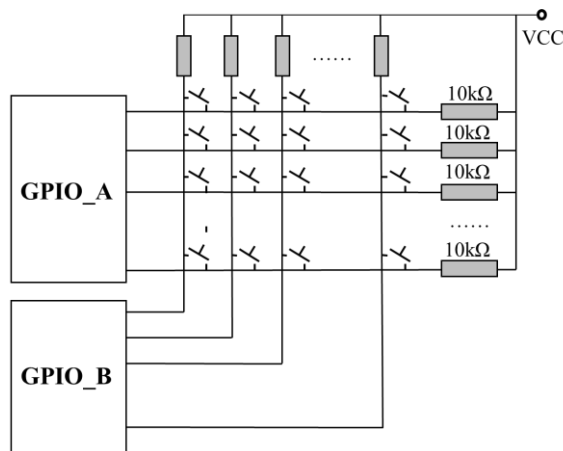 VCC
......
10kΩ
10kΩ
GPIO_A
10kΩ
......
10kΩ
GPIO_B